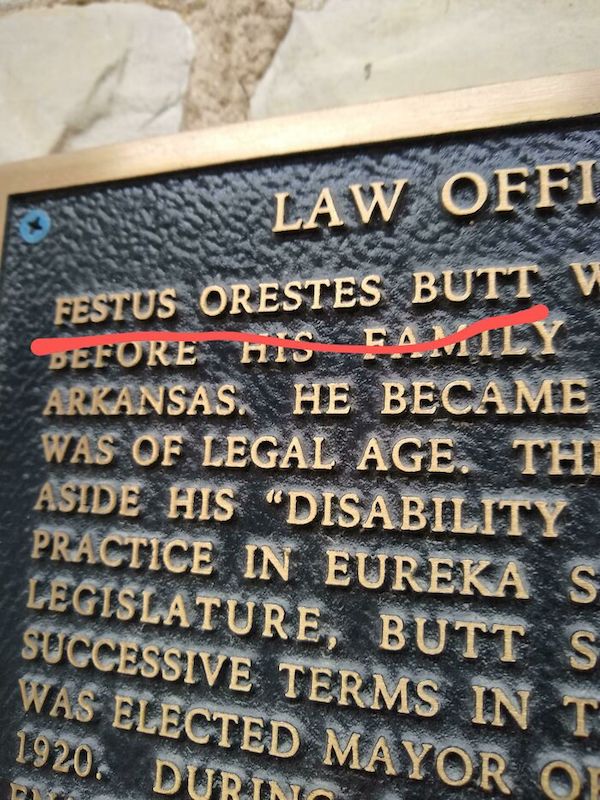 LAW OFFI
FESTUS ORESTES BUTT W
BEFORE HIS FAMILY
ARKANSAS. HE BECAME
WAS OF LEGAL AGE. THE
ASIDE HIS "DISABILITY
PRACTICE IN EUREKA S
LEGISLATURE, BUTT S
SUCCESSIVE TERMS IN T
WAS ELECTED MAYOR O
1920. DURING